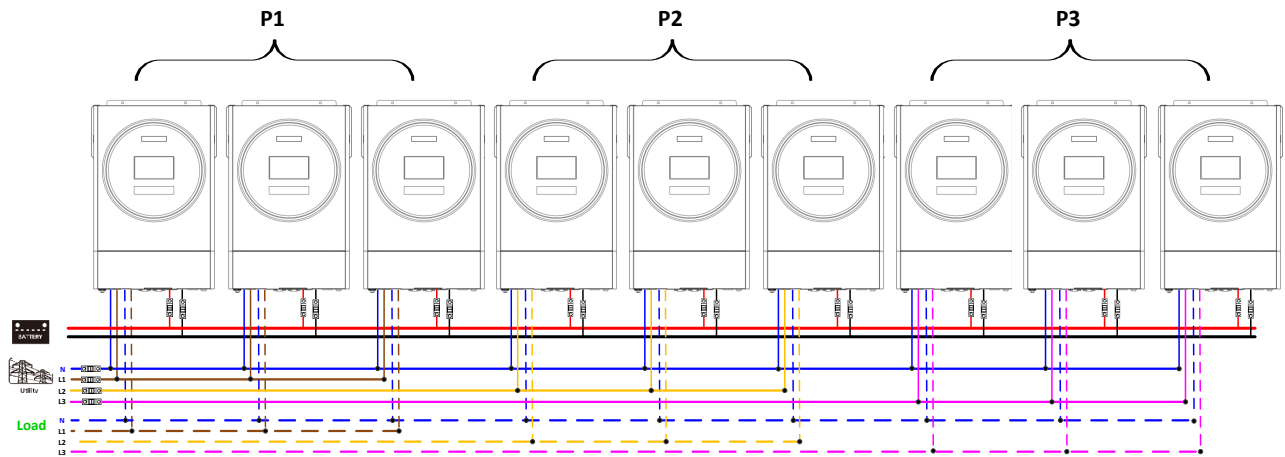 P1 P2 P3
BATTERY
N
L1
Utility
L2
L3
Load N
L1
L2
L3